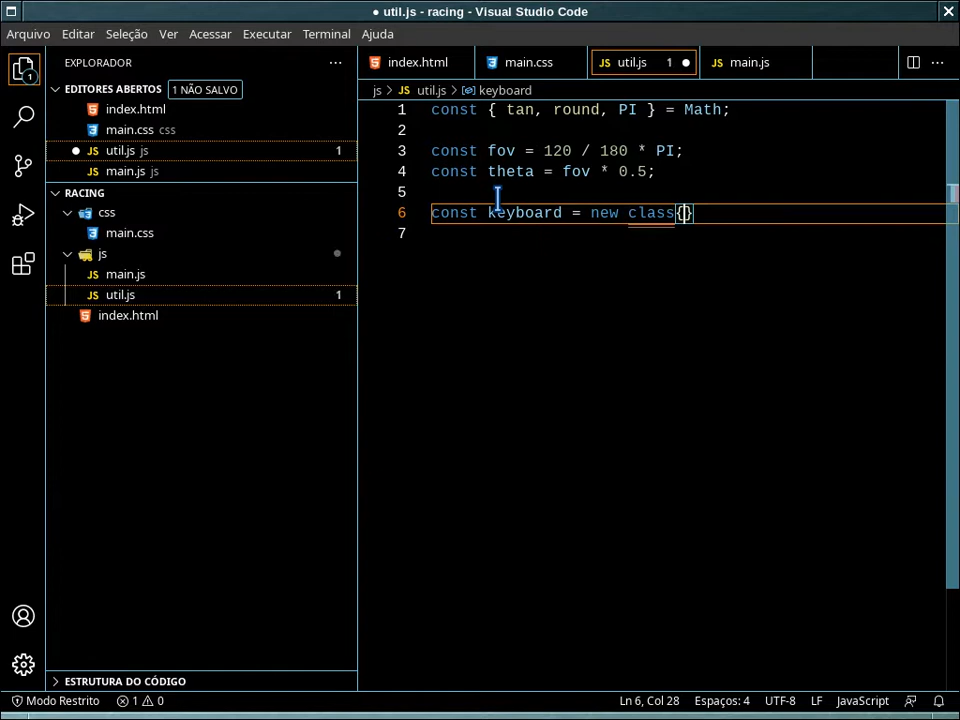 ● util.js - racing - Visual Studio Code
Arquivo Editar Seleção Ver Acessar Executar Terminal Ajuda
EXPLORADOR
EDITORES ABERTOS 1 NÃO SALVO
index.html
main.css css
util.js js 1
main.js js
RACING
css
main.css
js
main.js
util.js 1
index.html
ESTRUTURA DO CÓDIGO
1
index.html main.css util.js 1 main.js
js > util.js > keyboard
1 const { tan, round, PI } = Math;
2
3 const fov = 120 / 180 * PI;
4 const theta = fov * 0.5;
5
6 const keyboard = new class{}
7
Modo Restrito 1 0 Ln 6, Col 28 Espaços: 4 UTF-8 LF JavaScript